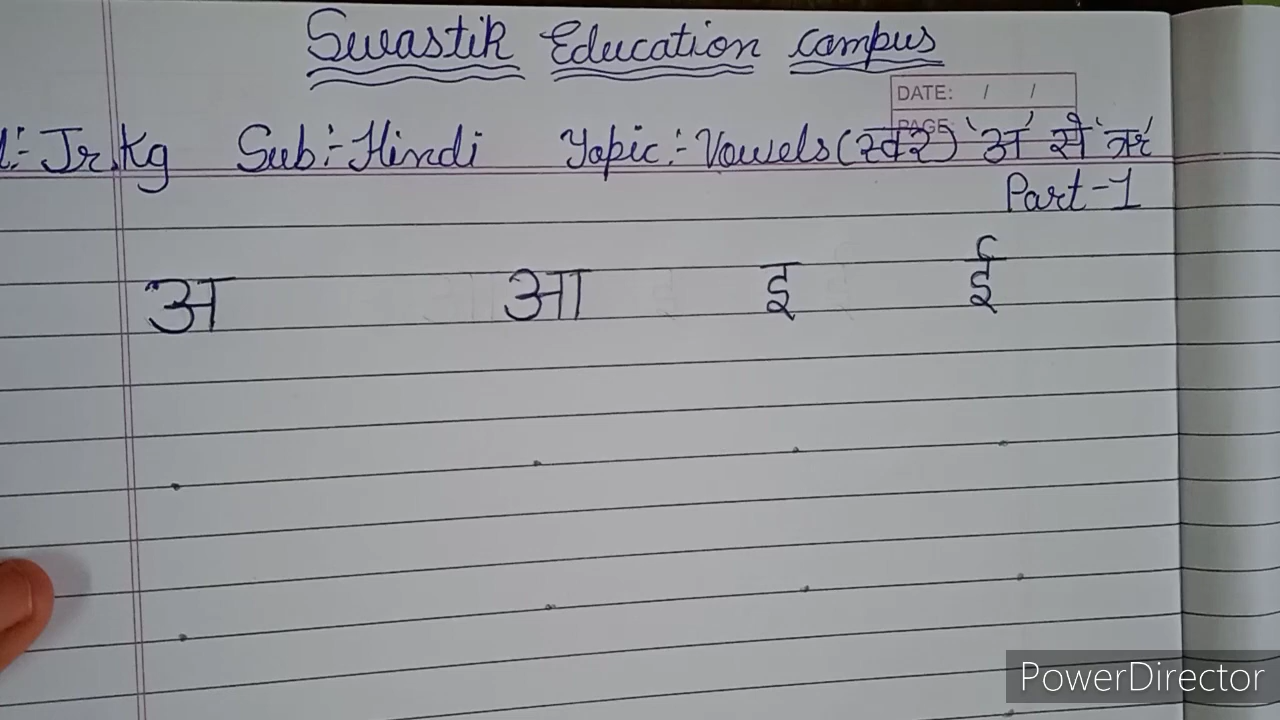 Swastik Education Campus
DATE: / /
PAGE:
:- Jr.Kg Sub:- Hindi Topic:- Vowels (स्वर) 'अ' से
Part-1
अ आ इ ई
PowerDirector